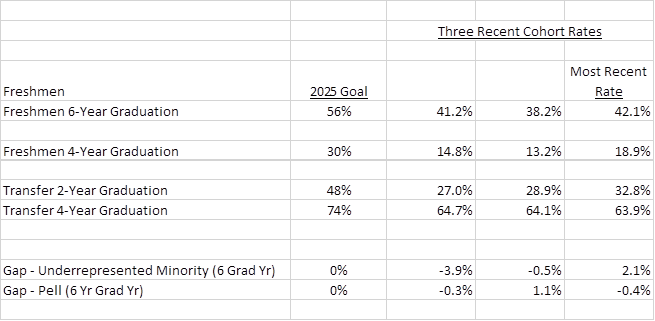 Three Recent Cohort Rates
Most Recent
Freshmen 2025 Goal Rate
Freshmen 6-Year Graduation 56% 41.2% 38.2% 42.1%
Freshmen 4-Year Graduation 30% 14.8% 13.2% 18.9%
Transfer 2-Year Graduation 48% 27.0% 28.9% 32.8%
Transfer 4-Year Graduation 74% 64.7% 64.1% 63.9%
Gap - Underrepresented Minority (6 Grad Yr) 0% -3.9% -0.5% 2.1%
Gap - Pell (6 Yr Grad Yr) 0% -0.3% 1.1% -0.4%